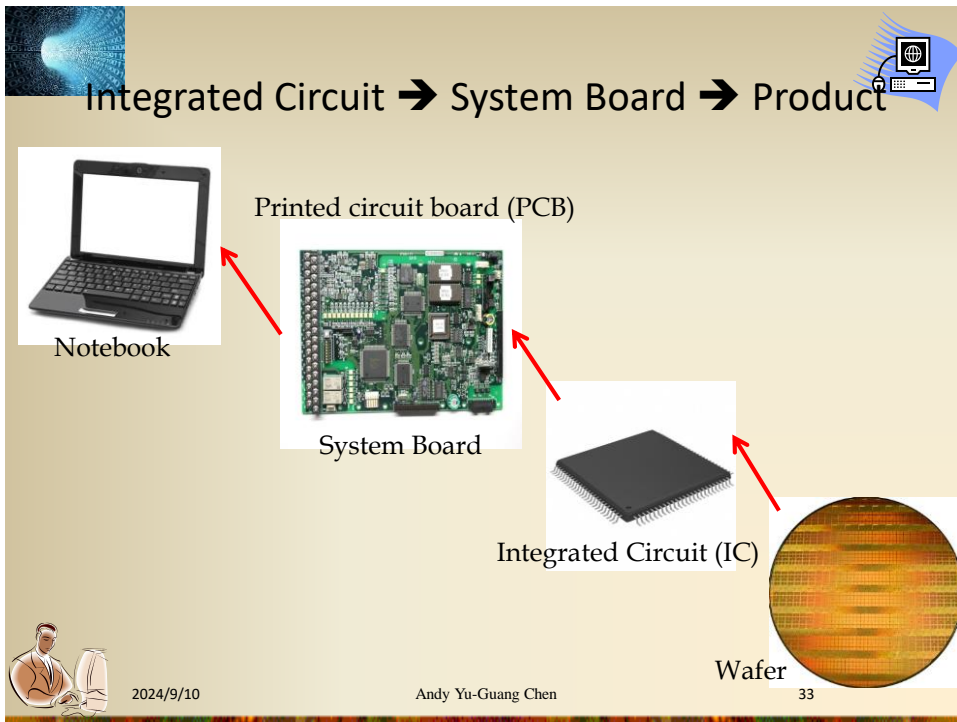 Integrated Circuit ➔ System Board ➔ Product
Printed circuit board (PCB)
Notebook
System Board
Integrated Circuit (IC)
Wafer
2024/9/10
Andy Yu-Guang Chen
33